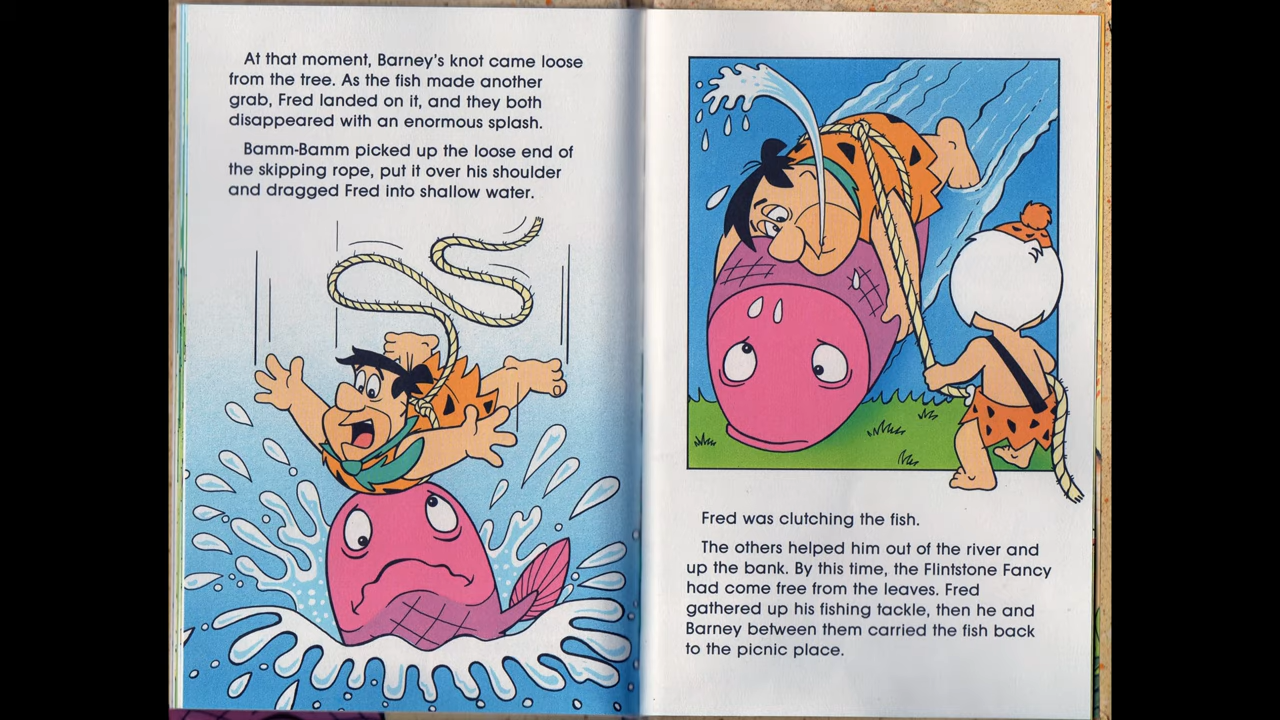 At that moment, Barney's knot came loose
from the tree. As the fish made another
grab, Fred landed on it, and they both
disappeared with an enormous splash.
Bamm-Bamm picked up the loose end of
the skipping rope, put it over his shoulder
and dragged Fred into shallow water.
Fred was clutching the fish.
The others helped him out of the river and
up the bank. By this time, the Flintstone Fancy
had come free from the leaves. Fred
gathered up his fishing tackle, then he and
Barney between them carried the fish back
to the picnic place.